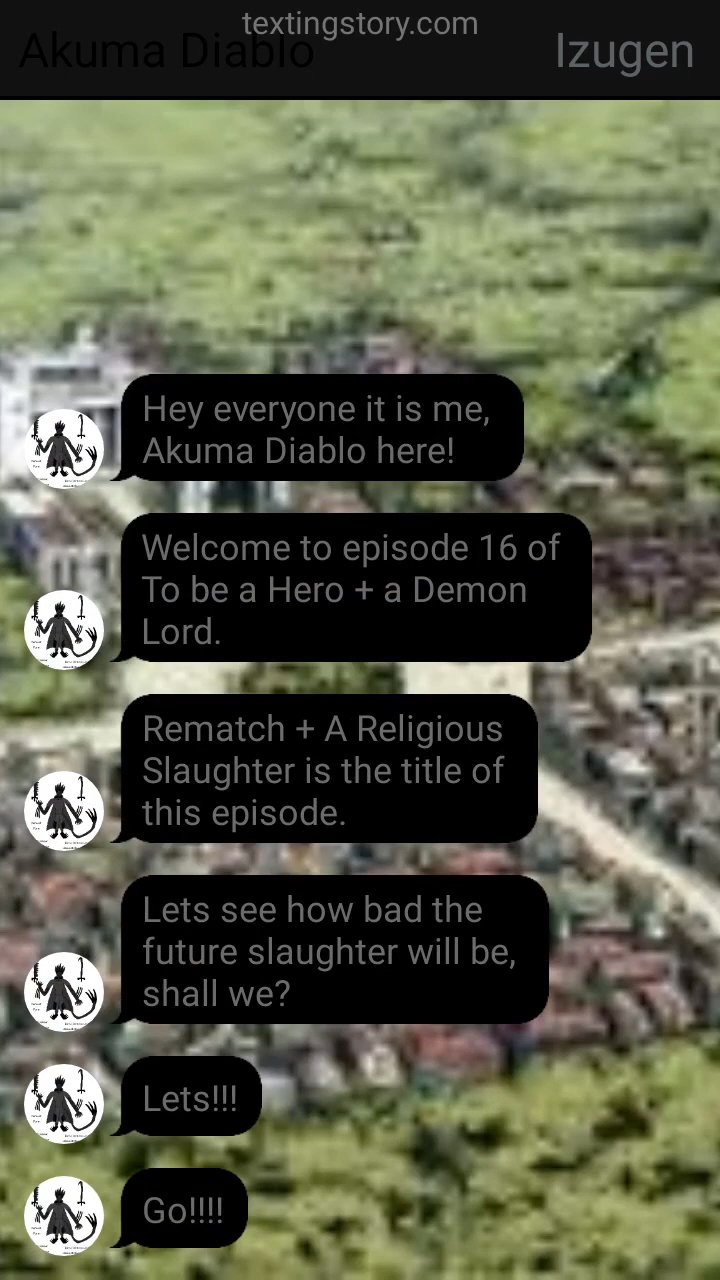 textingstory.com
Akuma Diablo
Izugen
Hey everyone it is me,
Akuma Diablo here!
Welcome to episode 16 of
To be a Hero + a Demon
Lord.
Rematch + A Religious
Slaughter is the title of
this episode.
Lets see how bad the
future slaughter will be,
shall we?
Lets!!!
Go!!!!